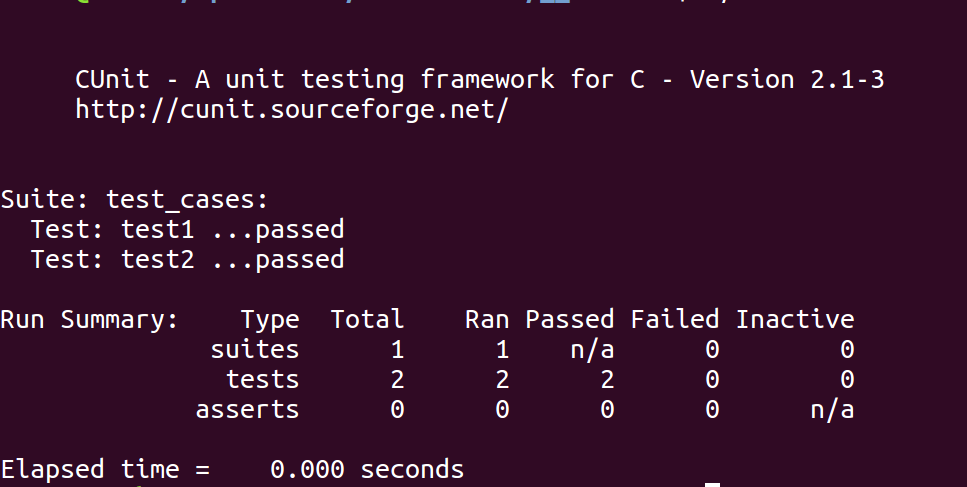 CUnit - A unit testing framework for C - Version 2.1-3
http://cunit.sourceforge.net/
Suite: test_cases:
Test: test1 ...passed
Test: test2 ...passed
Run Summary: Type Total Ran Passed Failed Inactive
suites 1 1 n/a 0 0
tests 2 2 2 0 0
asserts 0 0 0 0 n/a
Elapsed time = 0.000 seconds